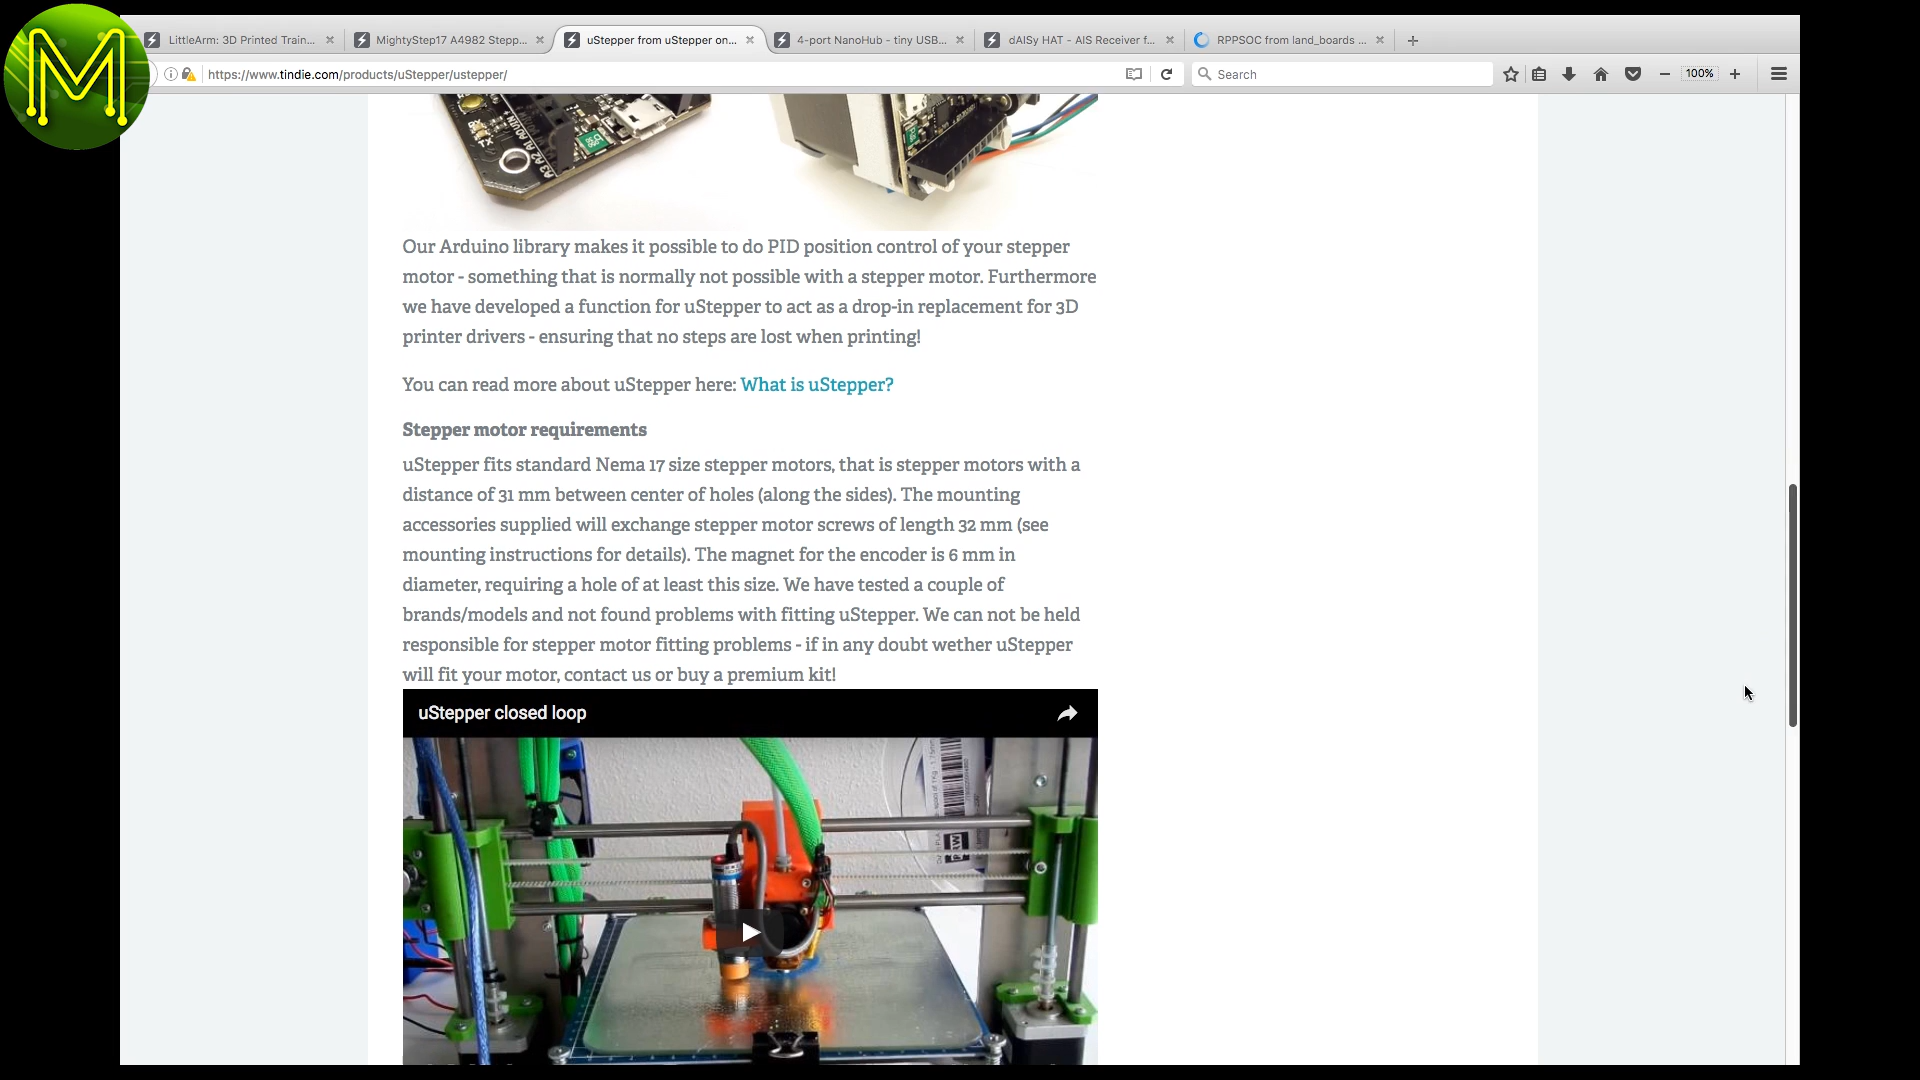 M
LittleArm: 3D Printed Train...
MightyStep17 A4982 Stepp...
uStepper from uStepper on...
4-port NanoHub - tiny USB...
dAISy HAT - AIS Receiver f...
RPPSOC from land_boards ...
https://www.tindie.com/products/uStepper/ustepper/
Search
100%
A3 A2 A1 A0
TX
Our Arduino library makes it possible to do PID position control of your stepper
motor - something that is normally not possible with a stepper motor. Furthermore
we have developed a function for uStepper to act as a drop-in replacement for 3D
printer drivers - ensuring that no steps are lost when printing!
You can read more about uStepper here: What is uStepper?
Stepper motor requirements
uStepper fits standard Nema 17 size stepper motors, that is stepper motors with a
distance of 31 mm between center of holes (along the sides). The mounting
accessories supplied will exchange stepper motor screws of length 32 mm (see
mounting instructions for details). The magnet for the encoder is 6 mm in
diameter, requiring a hole of at least this size. We have tested a couple of
brands/models and not found problems with fitting uStepper. We can not be held
responsible for stepper motor fitting problems - if in any doubt wether uStepper
will fit your motor, contact us or buy a premium kit!
uStepper closed loop